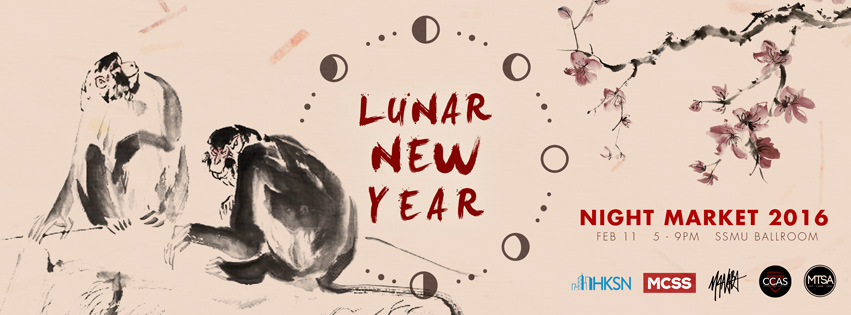 LUNAR
NEW
YEAR
NIGHT MARKET 2016
FEB 11 5 - 9PM SSMU BALLROOM
HKSN
MCSS
CCAS
MTSA